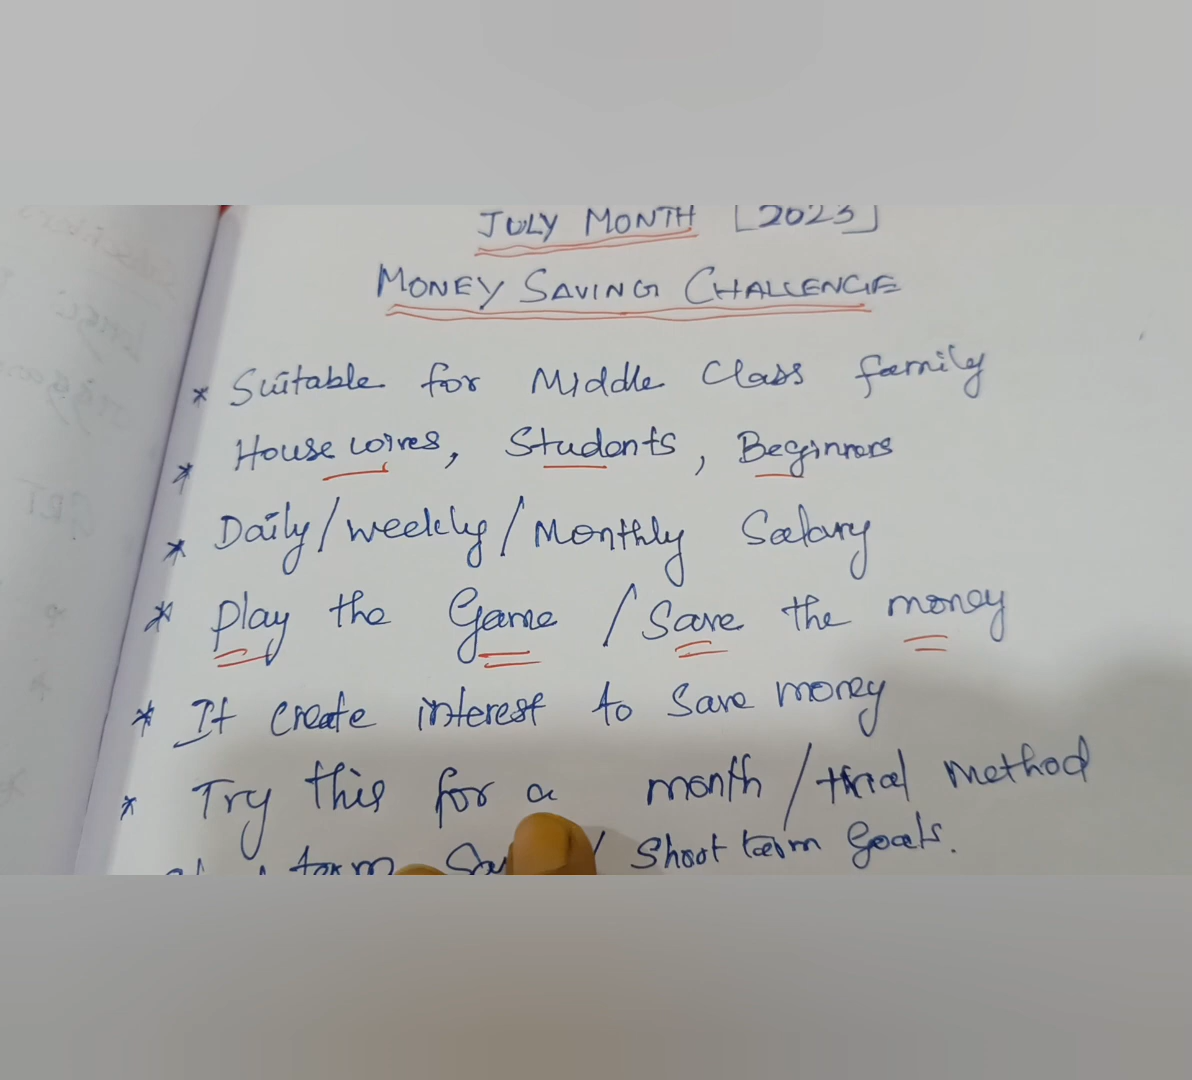 JULY MONTH [2023]
MONEY SAVING CHALLENGE
* Suitable for Middle Class family
* House wives, Students, Beginners
* Daily/weekly/Monthly Salary
* Play the Game / Save the money
* It create interest to Save money
* Try this for a month / trial Method
term Short term Goals.